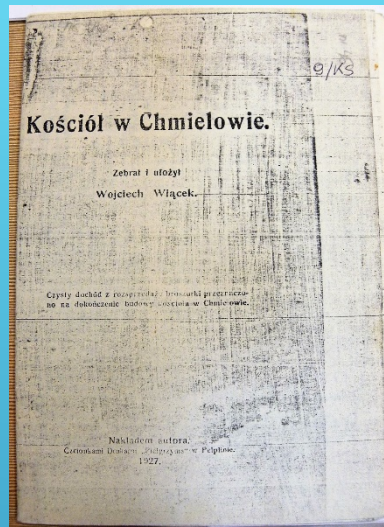 9/KS
Kościół w Chmielowie.
Zebrał i ułożył
Wojciech Wiącek.
Czysty dochód z rozsprzedaży broszurki przeznaczo-
no na dokończenie budowy kościoła w Chmielowie.
Nakładem autora.
Czcionkami Drukarni „Pielgrzyma" w Pelplinie.
1927.